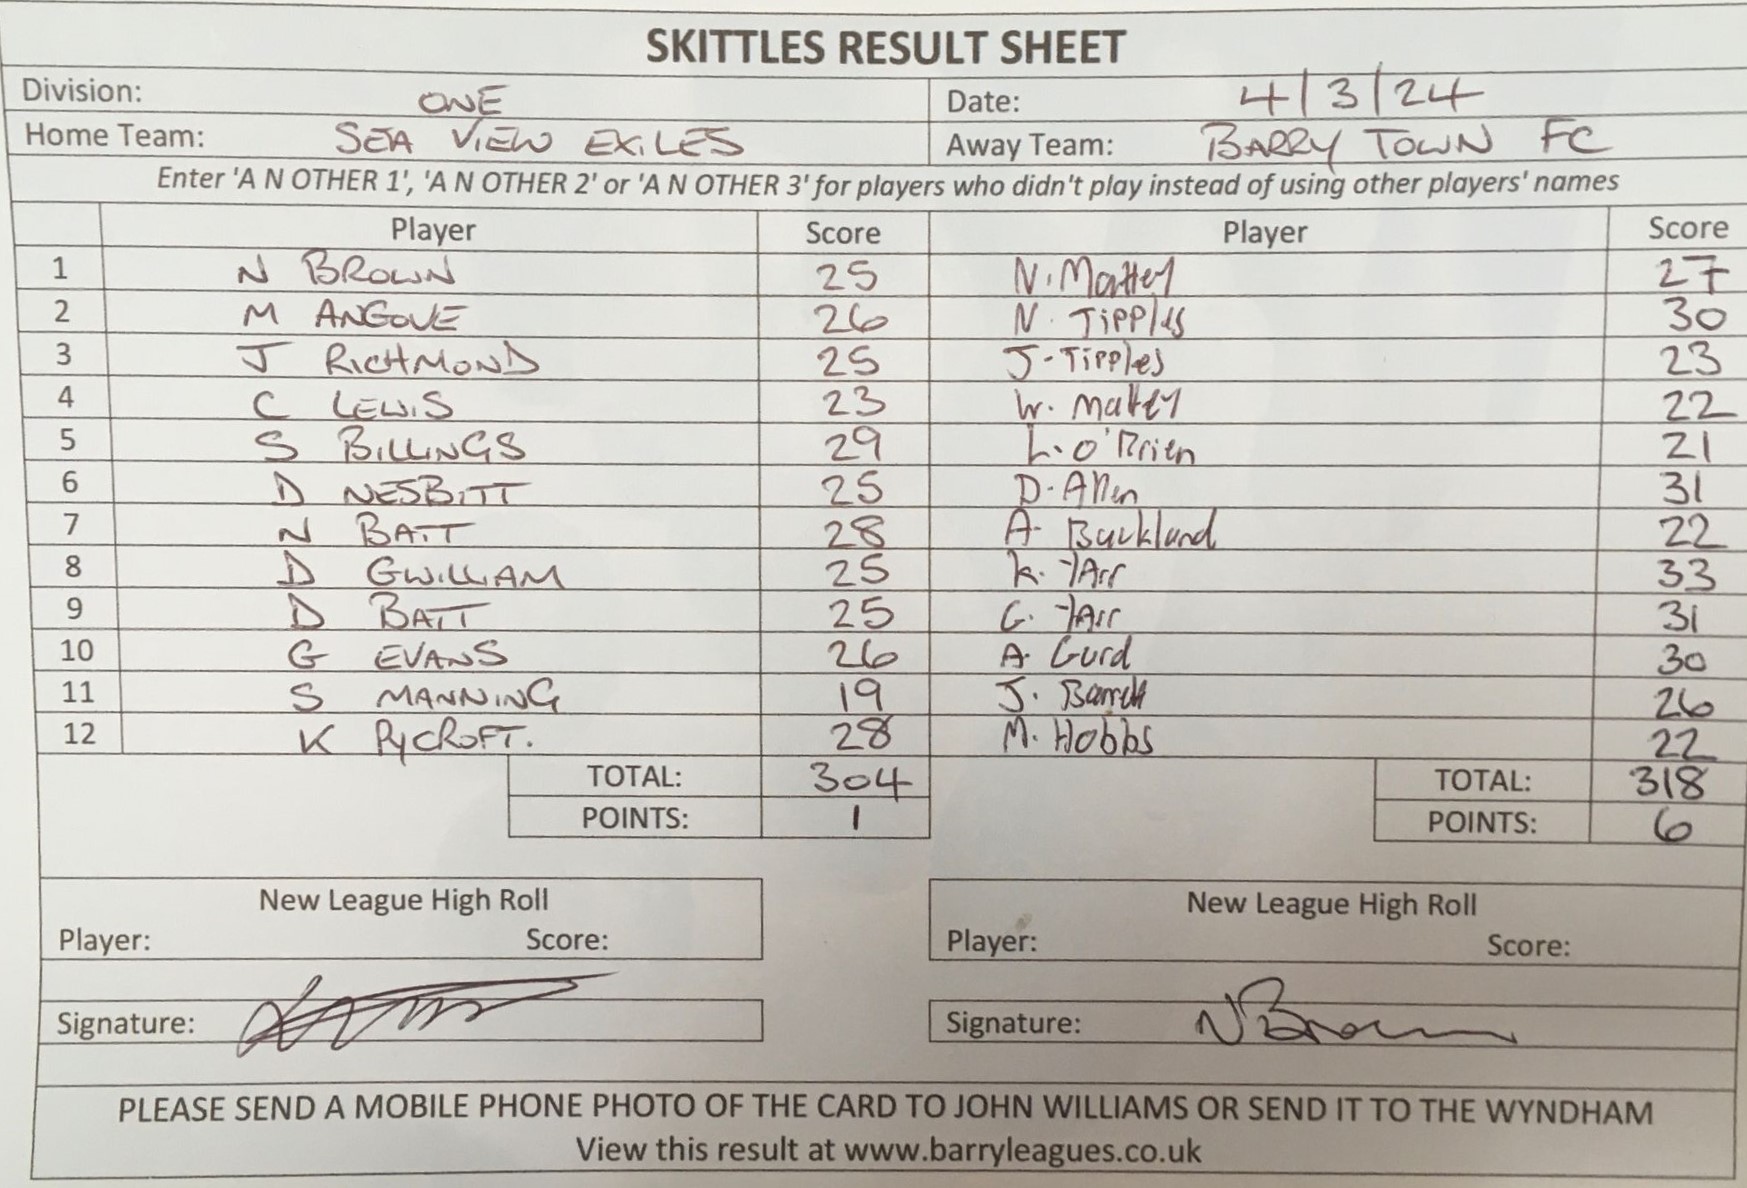 SKITTLES RESULT SHEET
Division: ONE Date: 4/3/24
Home Team: SEA VIEW EXILES Away Team: BARRY TOWN FC
Enter 'A N OTHER 1', 'A N OTHER 2' or 'A N OTHER 3' for players who didn't play instead of using other players' names
Player Score Player Score
1 N BROWN 25 N. Mattey 27
2 M ANGOVE 26 N. Tipples 30
3 J RICHMOND 25 J. Tipples 23
4 C LEWIS 23 W. Mattey 22
5 S BILLINGS 29 L. O'Brien 21
6 D NESBITT 25 D. Allen 31
7 N BATT 28 A. Buckland 22
8 D GWILLIAM 25 K. 33
9 D BATT 25 G. 31
10 G EVANS 26 A. Gurd 30
11 S MANNING 19 J. Barrett 26
12 K RYCROFT. 28 M. Hobbs 22
TOTAL: 304 TOTAL: 318
POINTS: 1 POINTS: 6
New League High Roll New League High Roll
Player: Score: Player: Score:
Signature: Signature: N Brown
PLEASE SEND A MOBILE PHONE PHOTO OF THE CARD TO JOHN WILLIAMS OR SEND IT TO THE WYNDHAM
View this result at www.barryleagues.co.uk